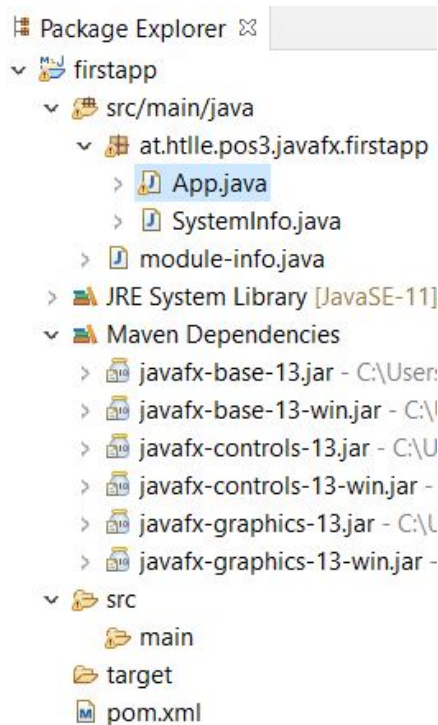 Package Explorer
firstapp
src/main/java
at.htlle.pos3.javafx.firstapp
App.java
SystemInfo.java
module-info.java
JRE System Library [JavaSE-11]
Maven Dependencies
javafx-base-13.jar - C:\Users
javafx-base-13-win.jar - C:\
javafx-controls-13.jar - C:\U
javafx-controls-13-win.jar -
javafx-graphics-13.jar - C:\U
javafx-graphics-13-win.jar -
src
main
target
pom.xml